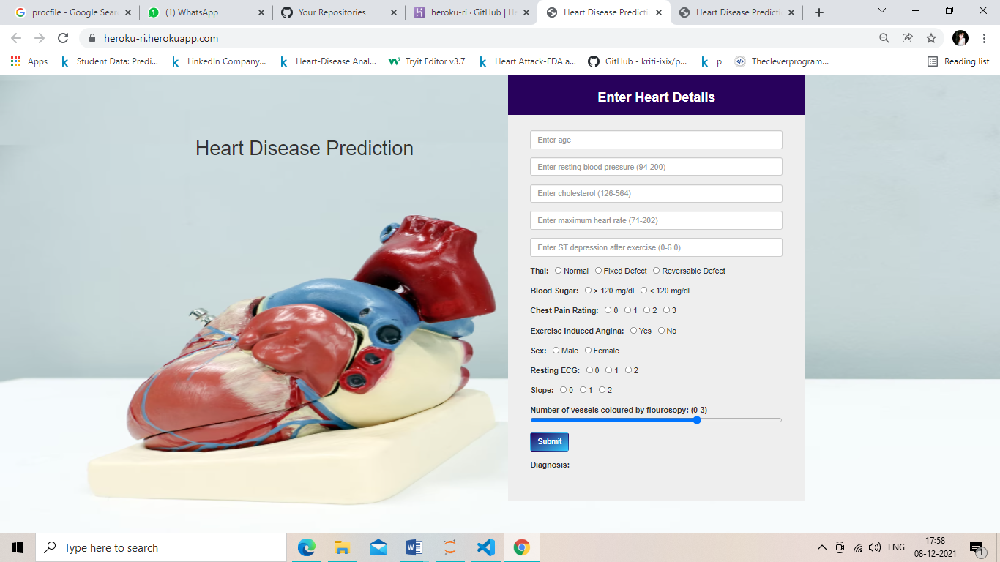 procfile - Google Sear
(1) WhatsApp
Your Repositories
heroku-ri · GitHub | He
Heart Disease Predicti
Heart Disease Predicti
heroku-ri.herokuapp.com
Apps
Student Data: Predi...
LinkedIn Company...
Heart-Disease Anal...
Tryit Editor v3.7
Heart Attack-EDA a...
GitHub - kriti-ixix/p...
p
Thecleverprogram...
Reading list
Heart Disease Prediction
Enter Heart Details
Enter age
Enter resting blood pressure (94-200)
Enter cholesterol (126-564)
Enter maximum heart rate (71-202)
Enter ST depression after exercise (0-6.0)
Thal: Normal Fixed Defect Reversable Defect
Blood Sugar: > 120 mg/dl < 120 mg/dl
Chest Pain Rating: 0 1 2 3
Exercise Induced Angina: Yes No
Sex: Male Female
Resting ECG: 0 1 2
Slope: 0 1 2
Number of vessels coloured by flourosopy: (0-3)
Submit
Diagnosis:
Type here to search
ENG
17:58
08-12-2021
1